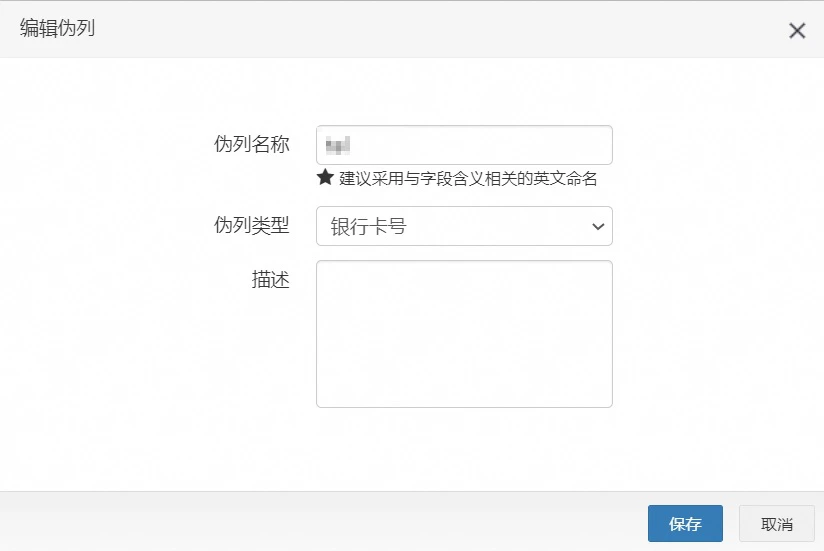 编辑伪列
伪列名称
★ 建议采用与字段含义相关的英文命名
伪列类型 银行卡号
描述
保存 取消